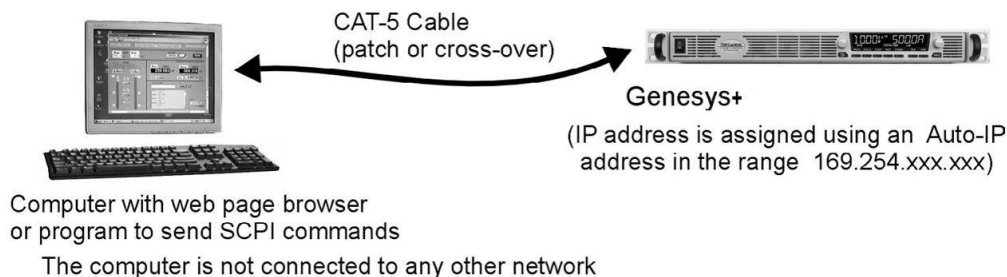 CAT-5 Cable
(patch or cross-over)
Genesys+
(IP address is assigned using an Auto-IP
address in the range 169.254.xxx.xxx)
Computer with web page browser
or program to send SCPI commands
The computer is not connected to any other network